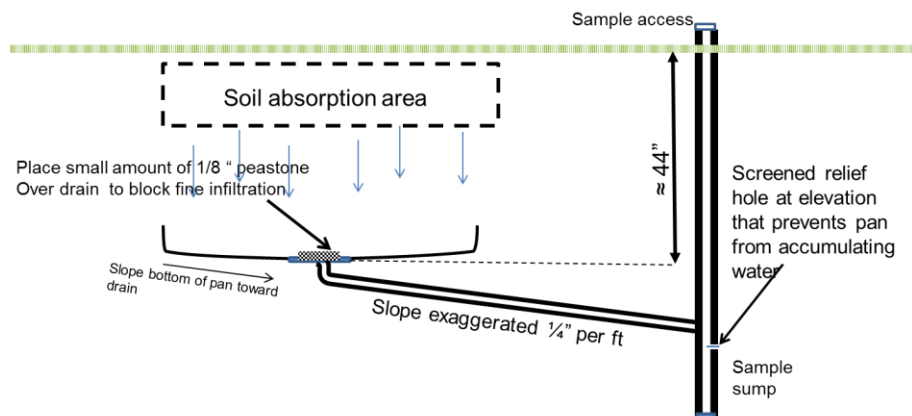 Sample access
Soil absorption area
Place small amount of 1/8 “ peastone
Over drain to block fine infiltration
≈ 44”
Screened relief
hole at elevation
that prevents pan
from accumulating
water
Slope bottom of pan toward
drain
Slope exaggerated ¼” per ft
Sample
sump